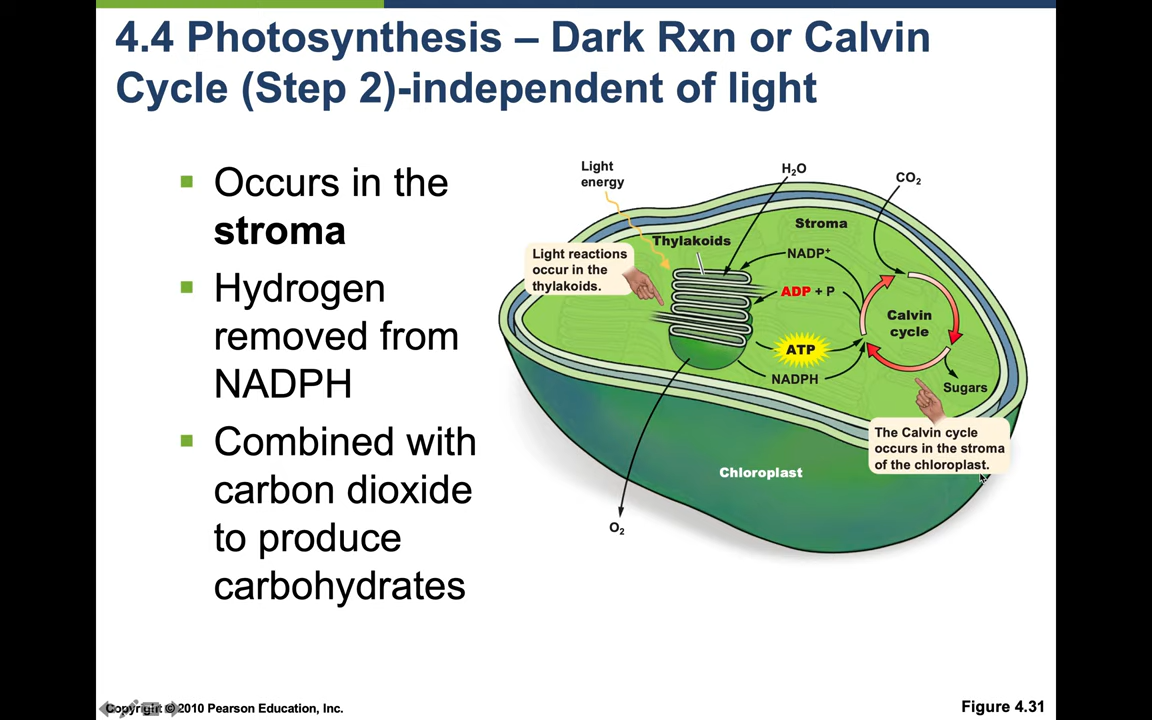 4.4 Photosynthesis – Dark Rxn or Calvin
Cycle (Step 2)-independent of light
Occurs in the
stroma
Hydrogen
removed from
NADPH
Combined with
carbon dioxide
to produce
carbohydrates
Light
energy
H₂O
CO₂
Stroma
Thylakoids
NADP⁺
Light reactions
occur in the
thylakoids.
ADP + P
Calvin
cycle
ATP
NADPH
Sugars
The Calvin cycle
occurs in the stroma
of the chloroplast.
Chloroplast
O₂
Copyright © 2010 Pearson Education, Inc.
Figure 4.31